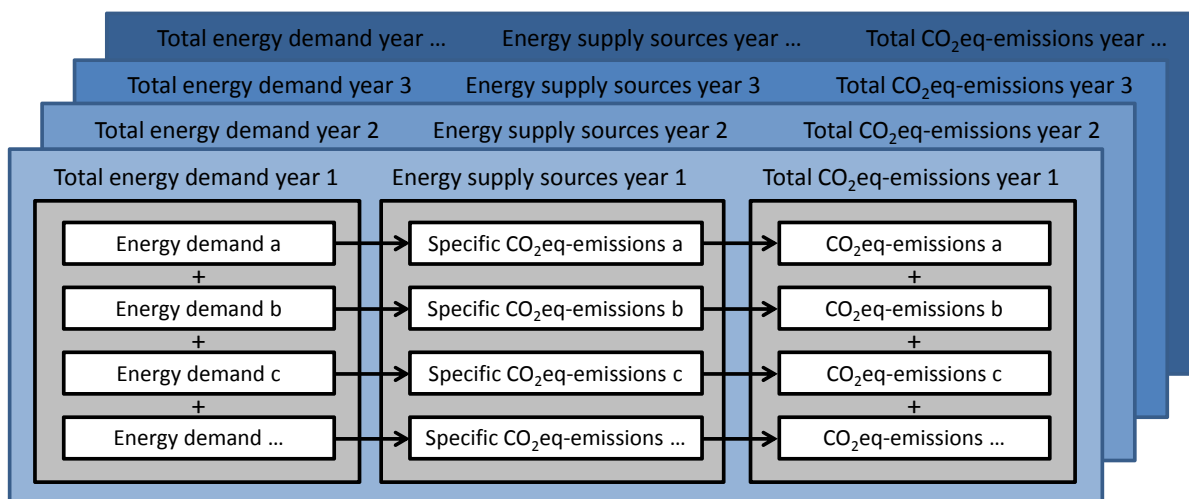 Total energy demand year ... Energy supply sources year ... Total CO₂eq-emissions year ...
Total energy demand year 3 Energy supply sources year 3 Total CO₂eq-emissions year 3
Total energy demand year 2 Energy supply sources year 2 Total CO₂eq-emissions year 2
Total energy demand year 1 Energy supply sources year 1 Total CO₂eq-emissions year 1
Energy demand a Specific CO₂eq-emissions a CO₂eq-emissions a
+ +
Energy demand b Specific CO₂eq-emissions b CO₂eq-emissions b
+ +
Energy demand c Specific CO₂eq-emissions c CO₂eq-emissions c
+ +
Energy demand ... Specific CO₂eq-emissions ... CO₂eq-emissions ...